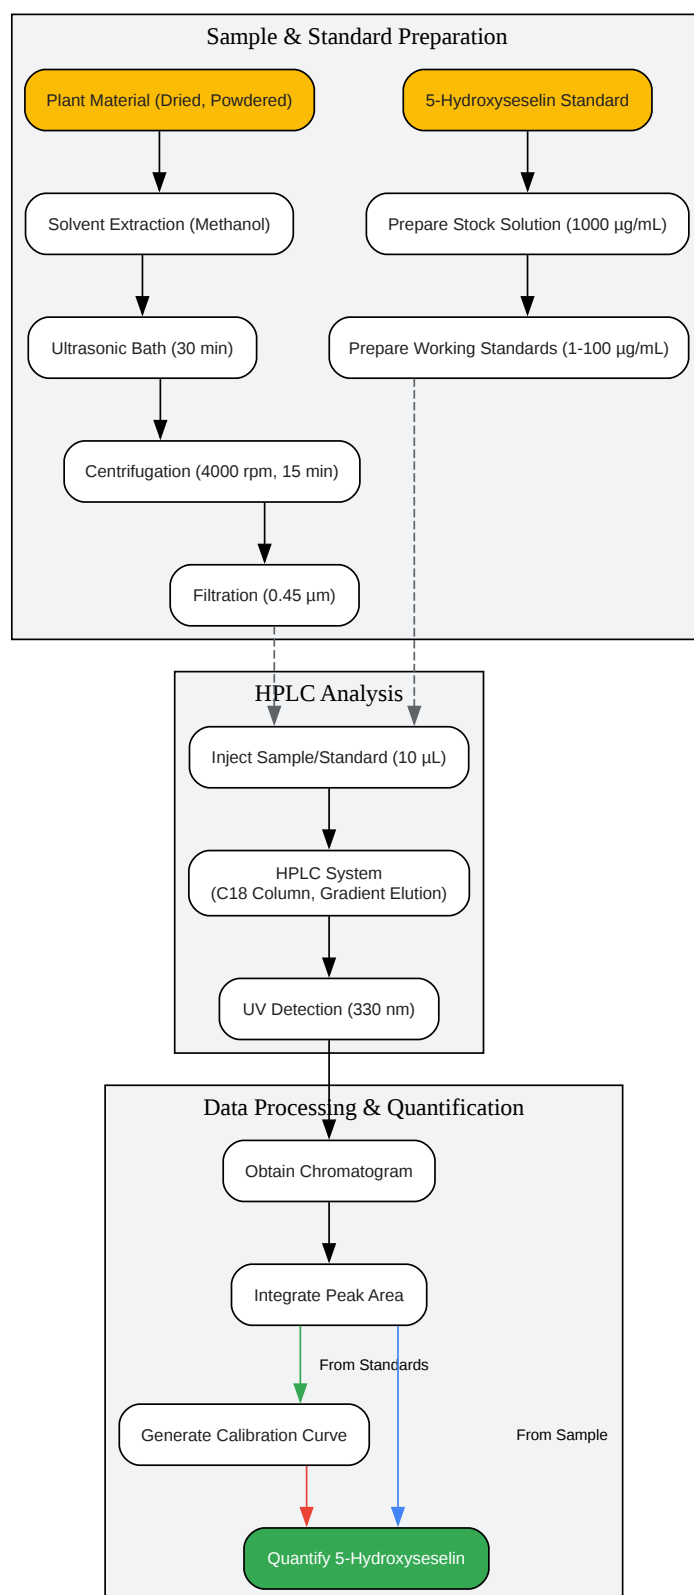 Sample & Standard Preparation
Plant Material (Dried, Powdered)
5-Hydroxyseselin Standard
Solvent Extraction (Methanol)
Prepare Stock Solution (1000 µg/mL)
Ultrasonic Bath (30 min)
Prepare Working Standards (1-100 µg/mL)
Centrifugation (4000 rpm, 15 min)
Filtration (0.45 µm)
HPLC Analysis
Inject Sample/Standard (10 µL)
HPLC System
(C18 Column, Gradient Elution)
UV Detection (330 nm)
Data Processing & Quantification
Obtain Chromatogram
Integrate Peak Area
From Standards
Generate Calibration Curve
From Sample
Quantify 5-Hydroxyseselin